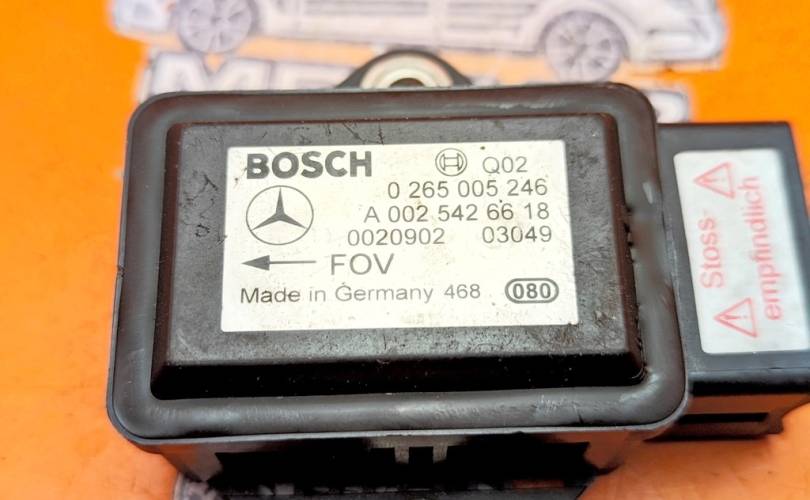 BOSCH Q02
0 265 005 246
A 002 542 66 18
0020902 03049
FOV
Made in Germany 468 080
Stoss-
empfindlich